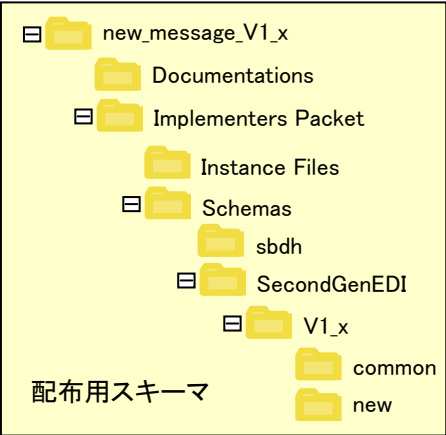 new_message_V1_x
Documentations
Implementers Packet
Instance Files
Schemas
sbdh
SecondGenEDI
V1_x
common
配布用スキーマ
new